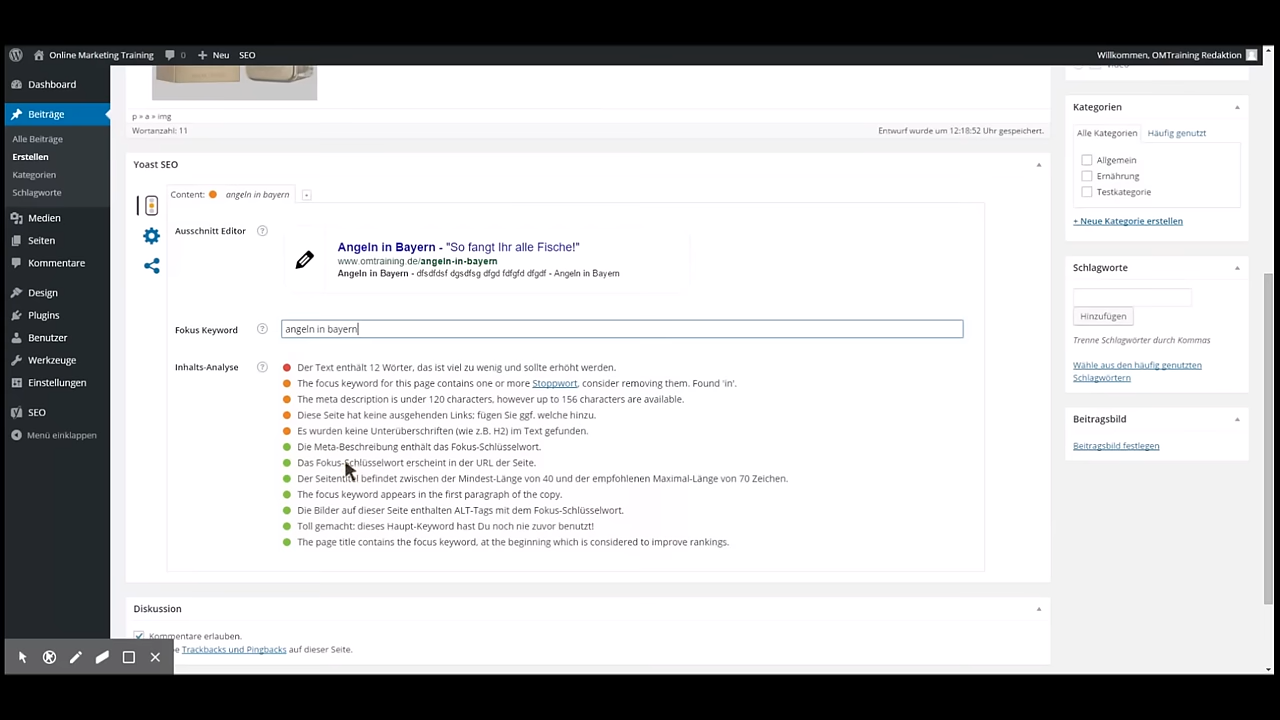 Online Marketing Training 0 Neu SEO Willkommen, OMTraining Redaktion
Dashboard
Beiträge
Alle Beiträge
Erstellen
Kategorien
Schlagworte
Medien
Seiten
Kommentare
Design
Plugins
Benutzer
Werkzeuge
Einstellungen
SEO
Menü einklappen
p » a » img
Wortanzahl: 11 Entwurf wurde um 12:18:52 Uhr gespeichert.
Yoast SEO
Content: angeln in bayern +
Ausschnitt Editor ?
Angeln in Bayern - "So fangt Ihr alle Fische!"
www.omtraining.de/angeln-in-bayern
Angeln in Bayern - dfsdfdsf dgsdfsg dfgd fdfgfd dfgdf - Angeln in Bayern
Fokus Keyword ? angeln in bayern
Inhalts-Analyse ?
Der Text enthält 12 Wörter, das ist viel zu wenig und sollte erhöht werden.
The focus keyword for this page contains one or more Stoppwort, consider removing them. Found 'in'.
The meta description is under 120 characters, however up to 156 characters are available.
Diese Seite hat keine ausgehenden Links; fügen Sie ggf. welche hinzu.
Es wurden keine Unterüberschriften (wie z.B. H2) im Text gefunden.
Die Meta-Beschreibung enthält das Fokus-Schlüsselwort.
Das Fokus-Schlüsselwort erscheint in der URL der Seite.
Der Seitentitel befindet zwischen der Mindest-Länge von 40 und der empfohlenen Maximal-Länge von 70 Zeichen.
The focus keyword appears in the first paragraph of the copy.
Die Bilder auf dieser Seite enthalten ALT-Tags mit dem Fokus-Schlüsselwort.
Toll gemacht: dieses Haupt-Keyword hast Du noch nie zuvor benutzt!
The page title contains the focus keyword, at the beginning which is considered to improve rankings.
Diskussion
Kommentare erlauben.
Trackbacks und Pingbacks auf dieser Seite.
Kategorien
Alle Kategorien Häufig genutzt
Allgemein
Ernährung
Testkategorie
+ Neue Kategorie erstellen
Schlagworte
Hinzufügen
Trenne Schlagwörter durch Kommas
Wähle aus den häufig genutzten
Schlagwörtern
Beitragsbild
Beitragsbild festlegen